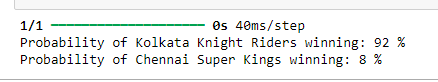 1/1 ━━━━━━━━━━━━━━━━━━━━ 0s 40ms/step
Probability of Kolkata Knight Riders winning: 92 %
Probability of Chennai Super Kings winning: 8 %